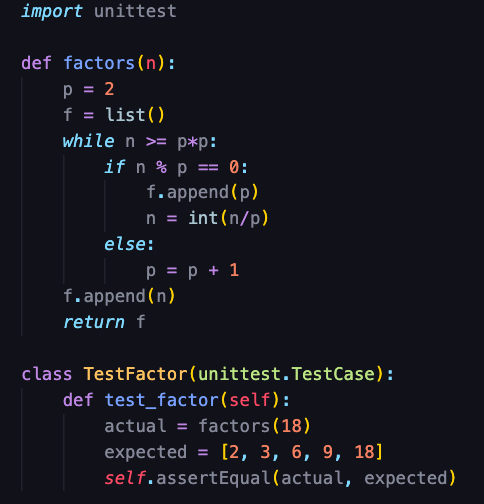 import unittest

def factors(n):
    p = 2
    f = list()
    while n >= p*p:
        if n % p == 0:
            f.append(p)
            n = int(n/p)
        else:
            p = p + 1
    f.append(n)
    return f

class TestFactor(unittest.TestCase):
    def test_factor(self):
        actual = factors(18)
        expected = [2, 3, 6, 9, 18]
        self.assertEqual(actual, expected)